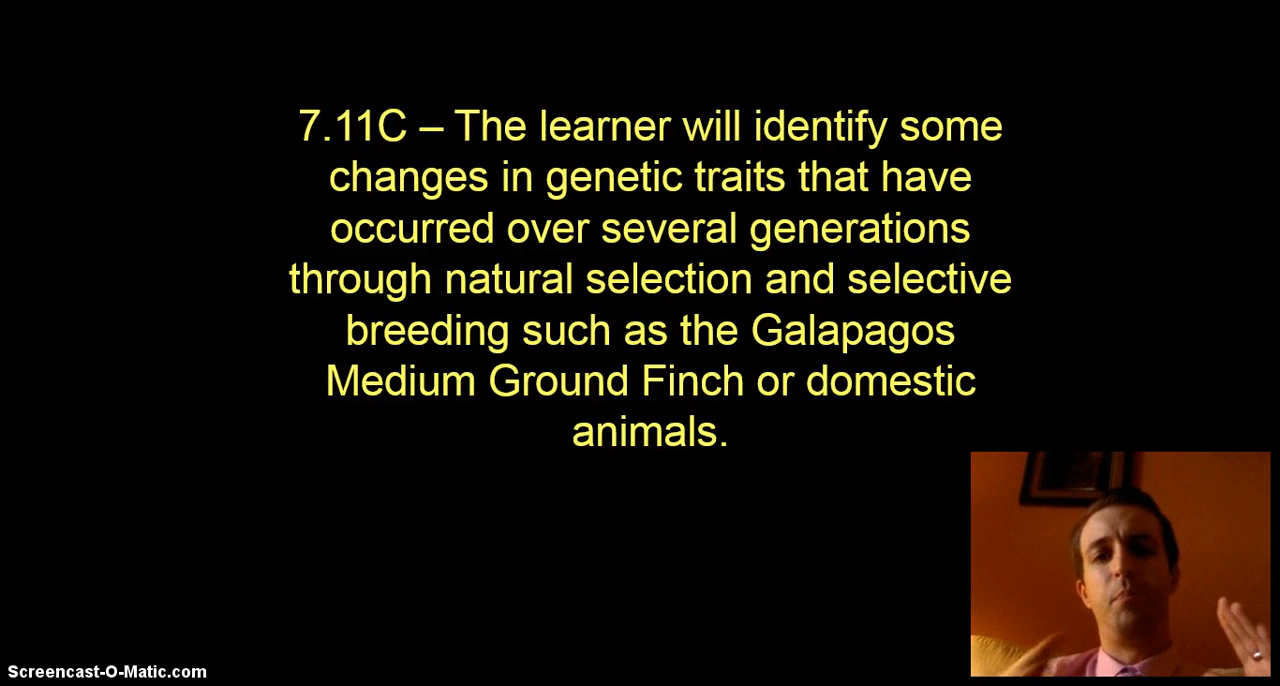 7.11C – The learner will identify some
changes in genetic traits that have
occurred over several generations
through natural selection and selective
breeding such as the Galapagos
Medium Ground Finch or domestic
animals.
Screencast-O-Matic.com